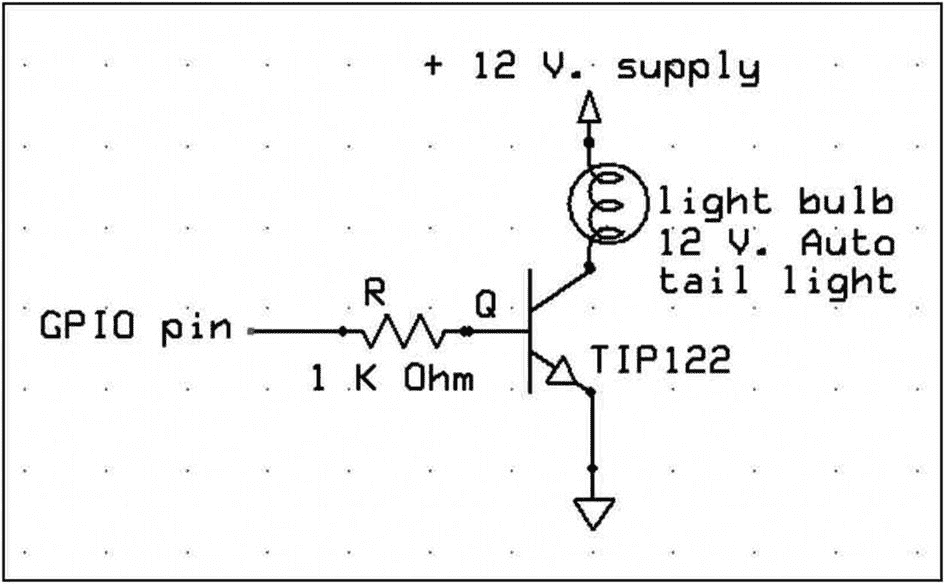 + 12 V. supply
light bulb
12 V. Auto
tail light
R
Q
GPIO pin
TIP122
1 K Ohm